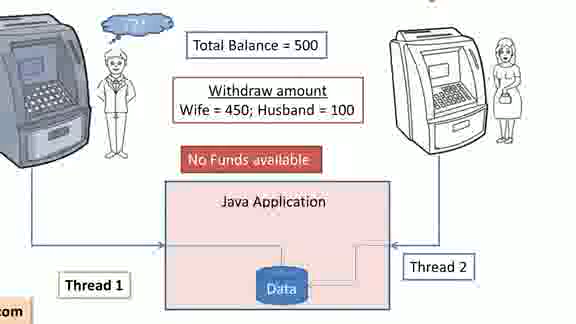 Total Balance = 500
Withdraw amount
Wife = 450; Husband = 100
No Funds available
Java Application
Data
Thread 1
Thread 2
com